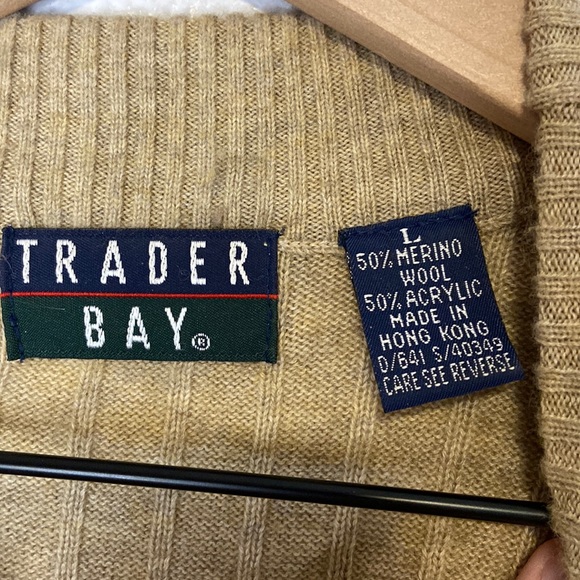 TRADER
BAY®
L
50% MERINO
WOOL
50% ACRYLIC
MADE IN
HONG KONG
D/641 S/40349
CARE SEE REVERSE